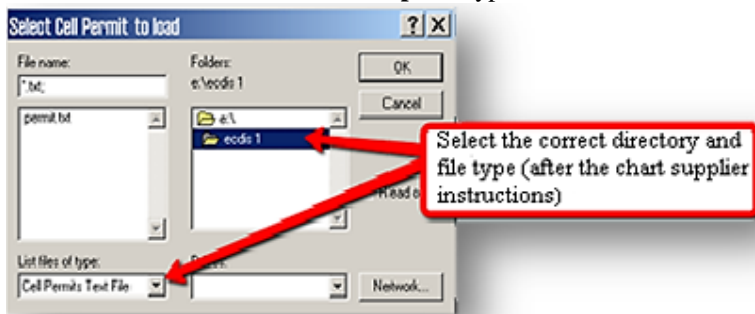 Select Cell Permit to load
File name:
*.txt;
permit.txt
Folders:
e:\ecdis 1
e:\
ecdis 1
OK
Cancel
Select the correct directory and
file type (after the chart supplier
instructions)
Read
List files of type:
Cell Permits Text File
Network...